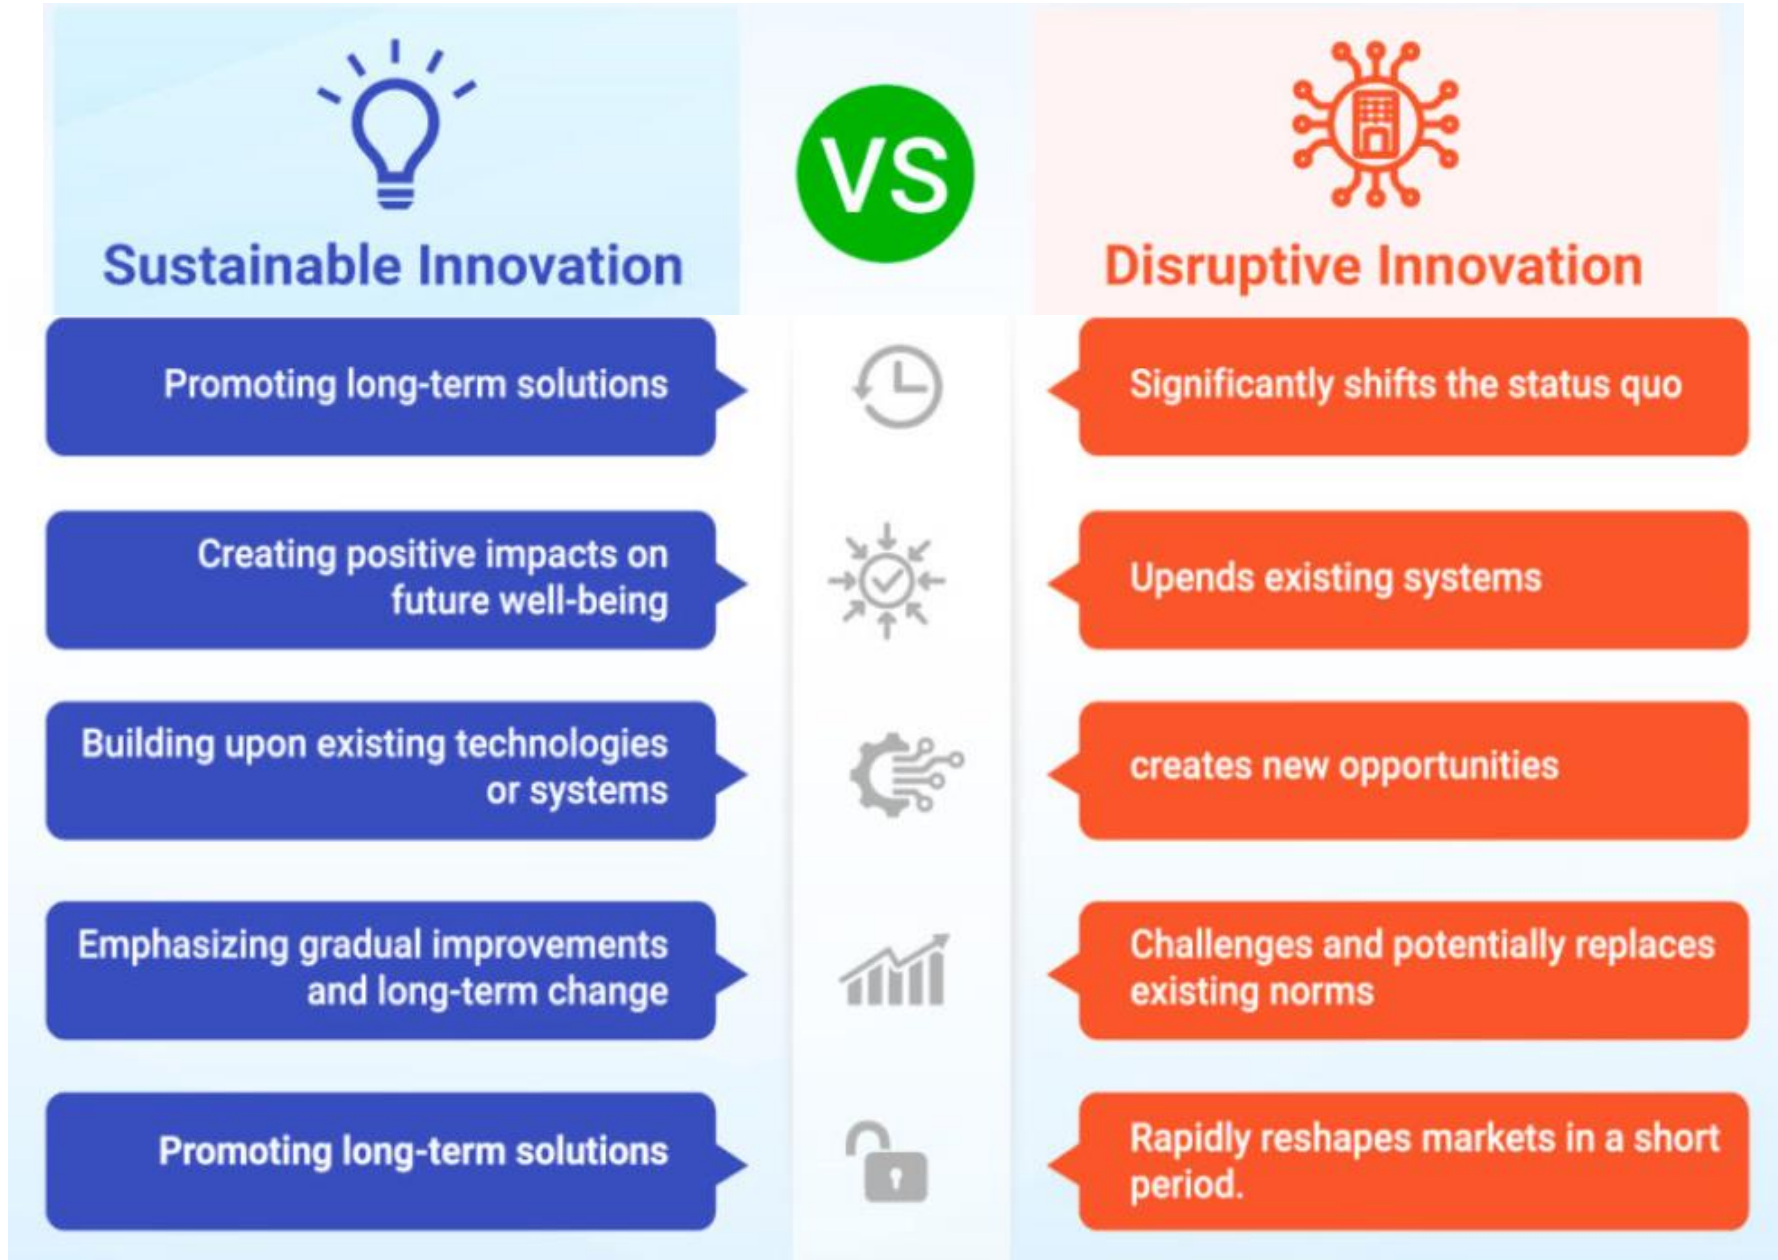 VS
Sustainable Innovation
Disruptive Innovation
Promoting long-term solutions
Significantly shifts the status quo
Creating positive impacts on
future well-being
Upends existing systems
Building upon existing technologies
or systems
creates new opportunities
Emphasizing gradual improvements
and long-term change
Challenges and potentially replaces
existing norms
Promoting long-term solutions
Rapidly reshapes markets in a short
period.